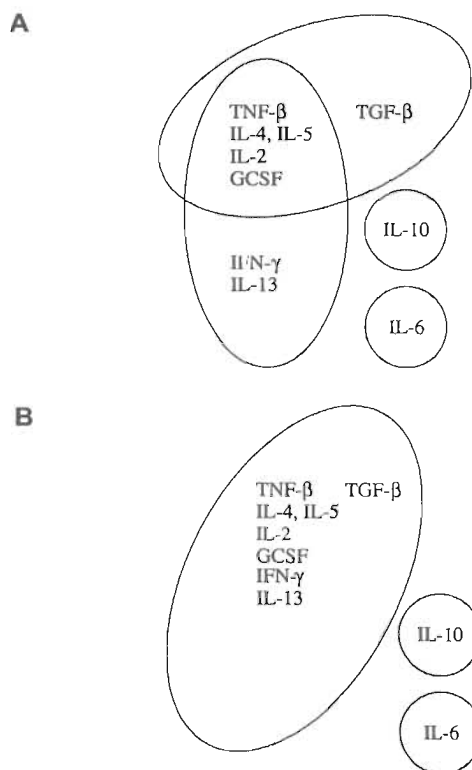 A
TNF-β TGF-β
IL-4, IL-5
IL-2
GCSF
IL-10
IFN-γ
IL-13
IL-6
B
TNF-β TGF-β
IL-4, IL-5
IL-2
GCSF
IFN-γ
IL-13
IL-10
IL-6